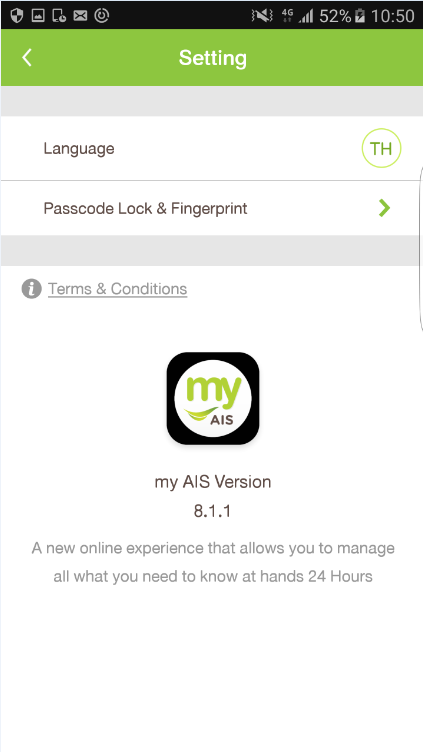 4G 52% 10:50
Setting
Language TH
Passcode Lock & Fingerprint
Terms & Conditions
my
AIS
my AIS Version
8.1.1
A new online experience that allows you to manage
all what you need to know at hands 24 Hours